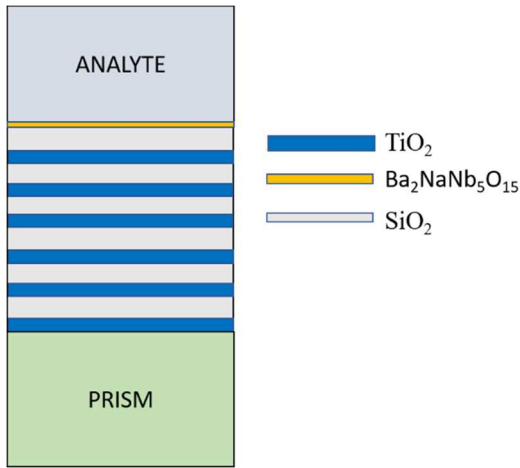 ANALYTE
TiO₂
Ba₂NaNb₅O₁₅
SiO₂
PRISM